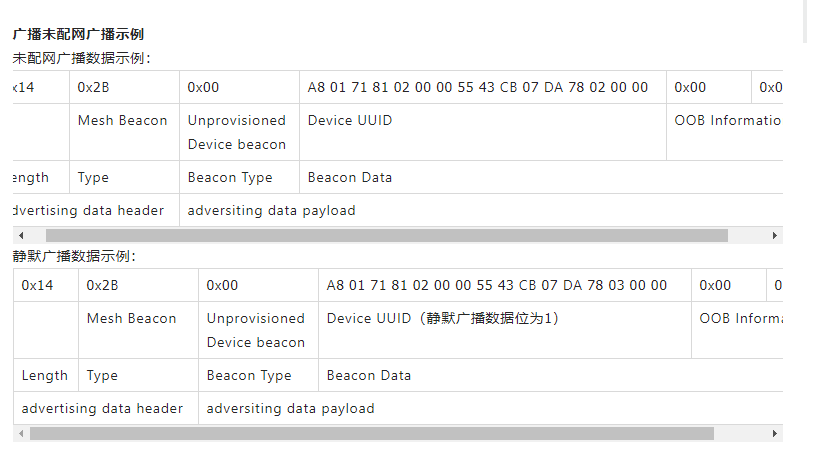 广播未配网广播示例
未配网广播数据示例：
x14 0x2B 0x00 A8 01 71 81 02 00 00 55 43 CB 07 DA 78 02 00 00 0x00 0x0
Mesh Beacon Unprovisioned Device UUID OOB Informatio
Device beacon
ength Type Beacon Type Beacon Data
dvertising data header adversiting data payload
静默广播数据示例：
0x14 0x2B 0x00 A8 01 71 81 02 00 00 55 43 CB 07 DA 78 03 00 00 0x00 0
Mesh Beacon Unprovisioned Device UUID（静默广播数据位为1） OOB Informa
Device beacon
Length Type Beacon Type Beacon Data
advertising data header adversiting data payload